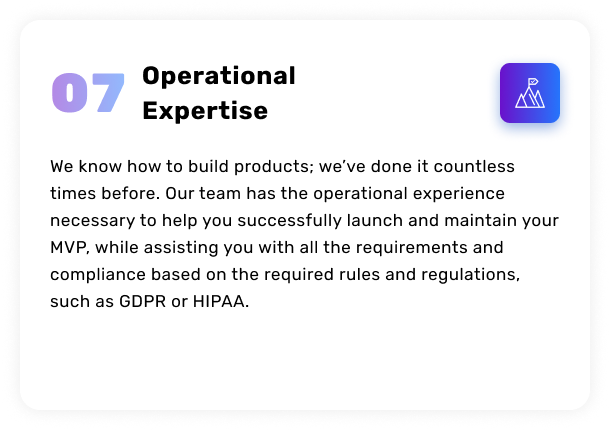 07
Operational
Expertise
We know how to build products; we’ve done it countless
times before. Our team has the operational experience
necessary to help you successfully launch and maintain your
MVP, while assisting you with all the requirements and
compliance based on the required rules and regulations,
such as GDPR or HIPAA.